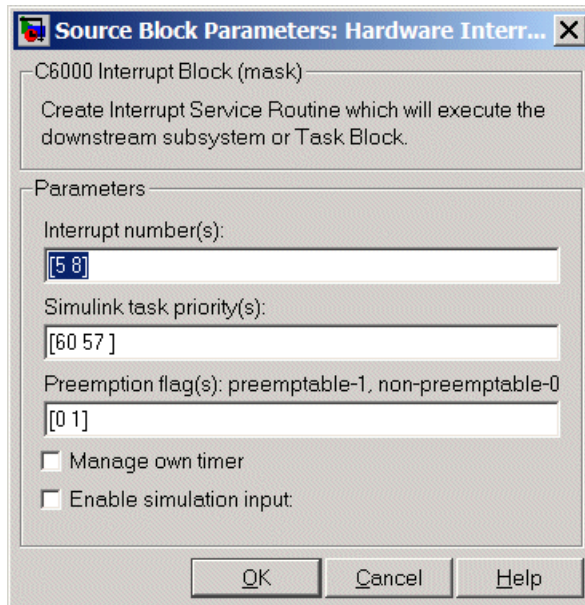 Source Block Parameters: Hardware Interr...
C6000 Interrupt Block (mask)
Create Interrupt Service Routine which will execute the
downstream subsystem or Task Block.
Parameters
Interrupt number(s):
[5 8]
Simulink task priority(s):
[60 57 ]
Preemption flag(s): preemptable-1, non-preemptable-0
[0 1]
Manage own timer
Enable simulation input:
OK Cancel Help